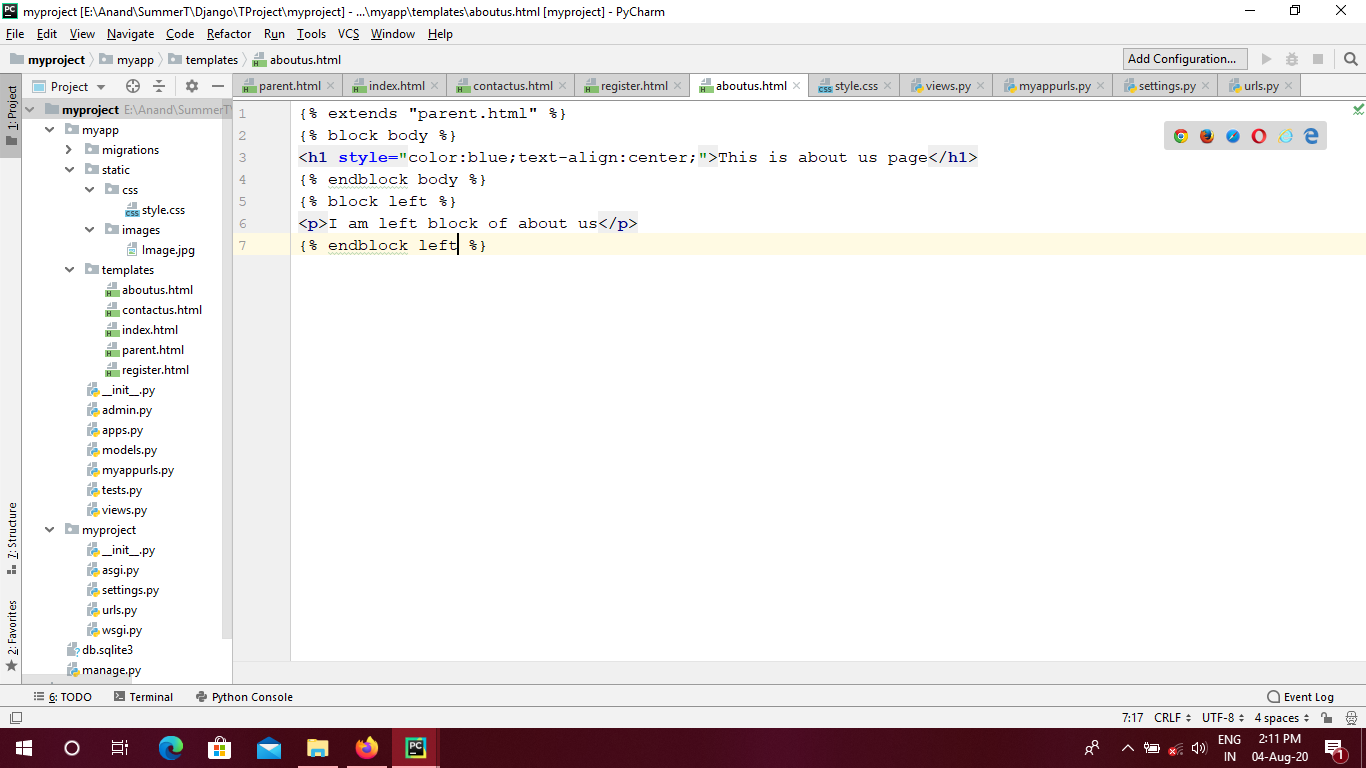 myproject [E:\Anand\SummerT\Django\TProject\myproject] - ...\myapp\templates\aboutus.html [myproject] - PyCharm
File Edit View Navigate Code Refactor Run Tools VCS Window Help
myproject myapp templates aboutus.html Add Configuration...
1: Project
Project
parent.html index.html contactus.html register.html aboutus.html style.css views.py myappurls.py settings.py urls.py
myproject E:\Anand\SummerT
myapp
migrations
static
css
style.css
images
Image.jpg
templates
aboutus.html
contactus.html
index.html
parent.html
register.html
__init__.py
admin.py
apps.py
models.py
myappurls.py
tests.py
views.py
myproject
__init__.py
asgi.py
settings.py
urls.py
wsgi.py
db.sqlite3
manage.py
1 {% extends "parent.html" %}
2 {% block body %}
3 <h1 style="color:blue;text-align:center;">This is about us page</h1>
4 {% endblock body %}
5 {% block left %}
6 <p>I am left block of about us</p>
7 {% endblock left %}
7: Structure
2: Favorites
6: TODO Terminal Python Console Event Log
7:17 CRLF UTF-8 4 spaces
PC
ENG
IN
2:11 PM
04-Aug-20
1